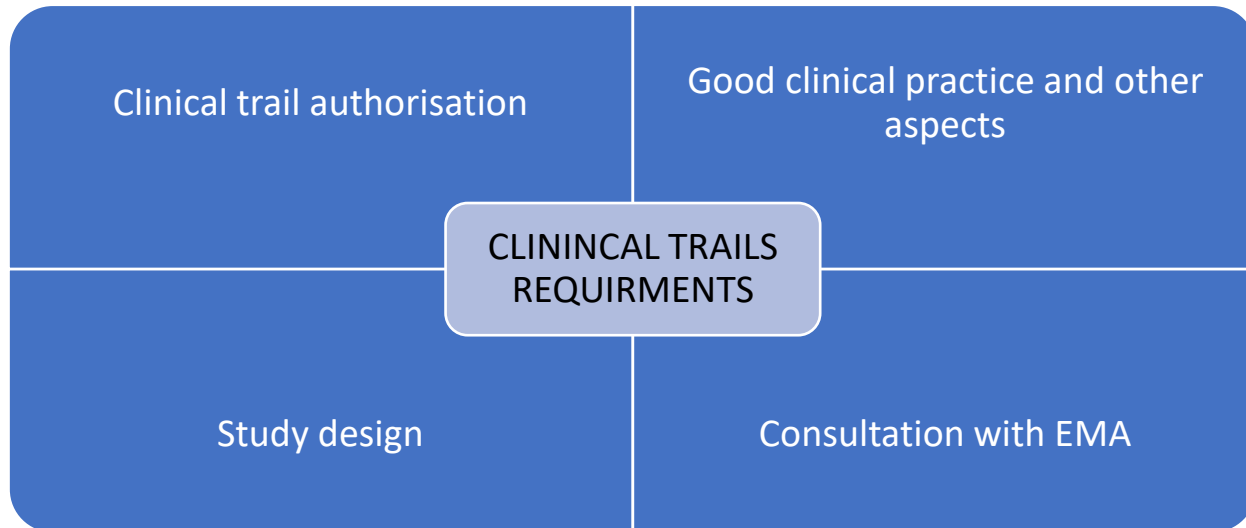 Clinical trail authorisation
Good clinical practice and other
aspects
CLININCAL TRAILS
REQUIRMENTS
Study design
Consultation with EMA